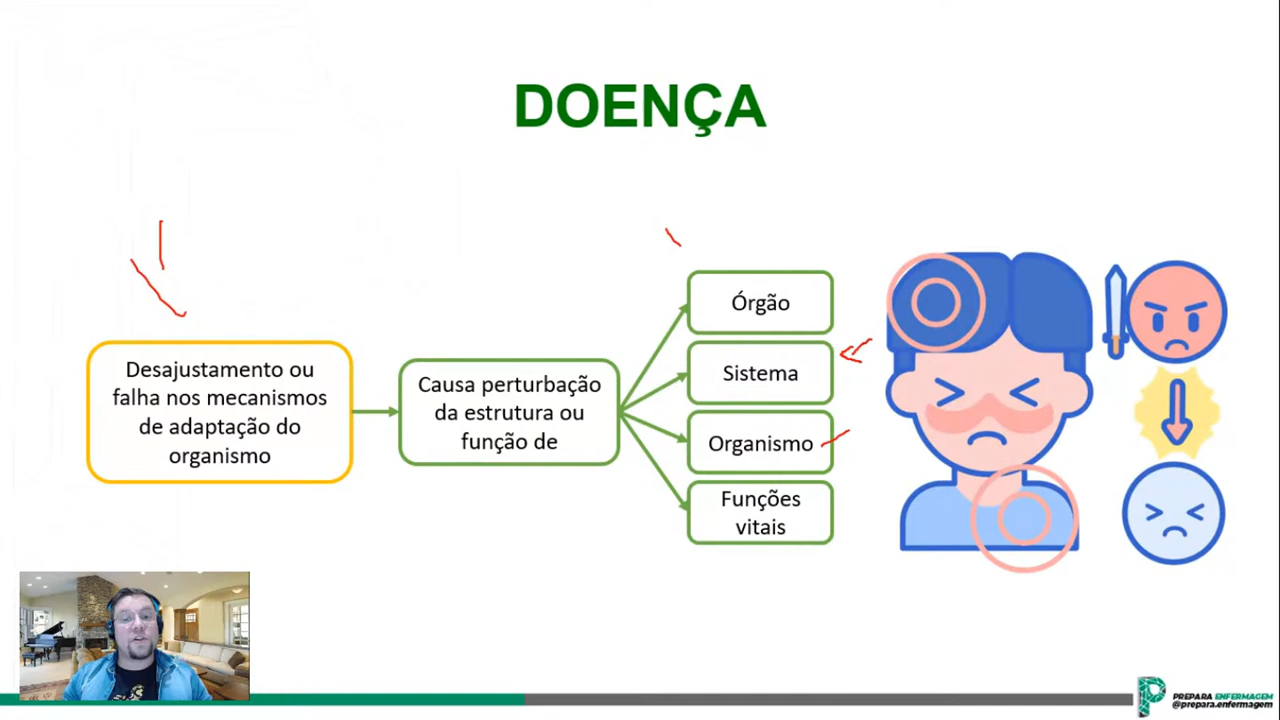 DOENÇA
Desajustamento ou
falha nos mecanismos
de adaptação do
organismo
Causa perturbação
da estrutura ou
função de
Órgão
Sistema
Organismo
Funções
vitais
PREPARA ENFERMAGEM
@prepara.enfermagem